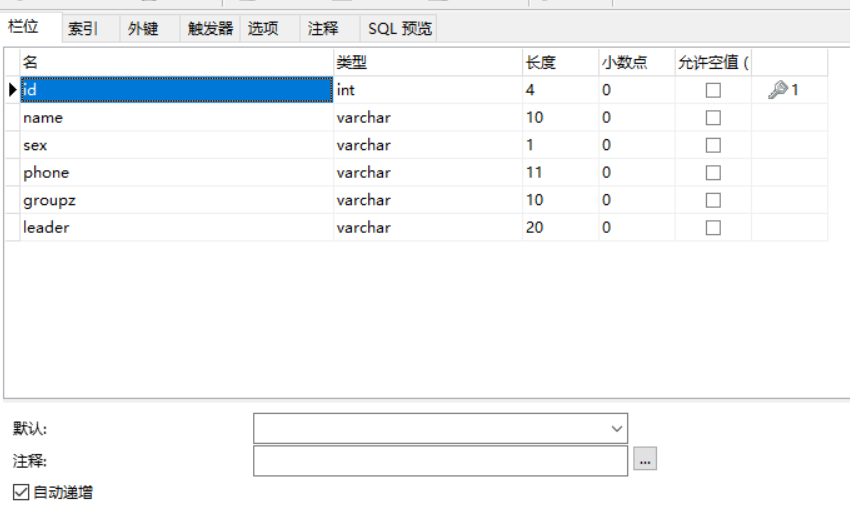 栏位 索引 外键 触发器 选项 注释 SQL 预览
名 类型 长度 小数点 允许空值 (
id int 4 0 1
name varchar 10 0
sex varchar 1 0
phone varchar 11 0
groupz varchar 10 0
leader varchar 20 0
默认:
注释:
...
自动递增